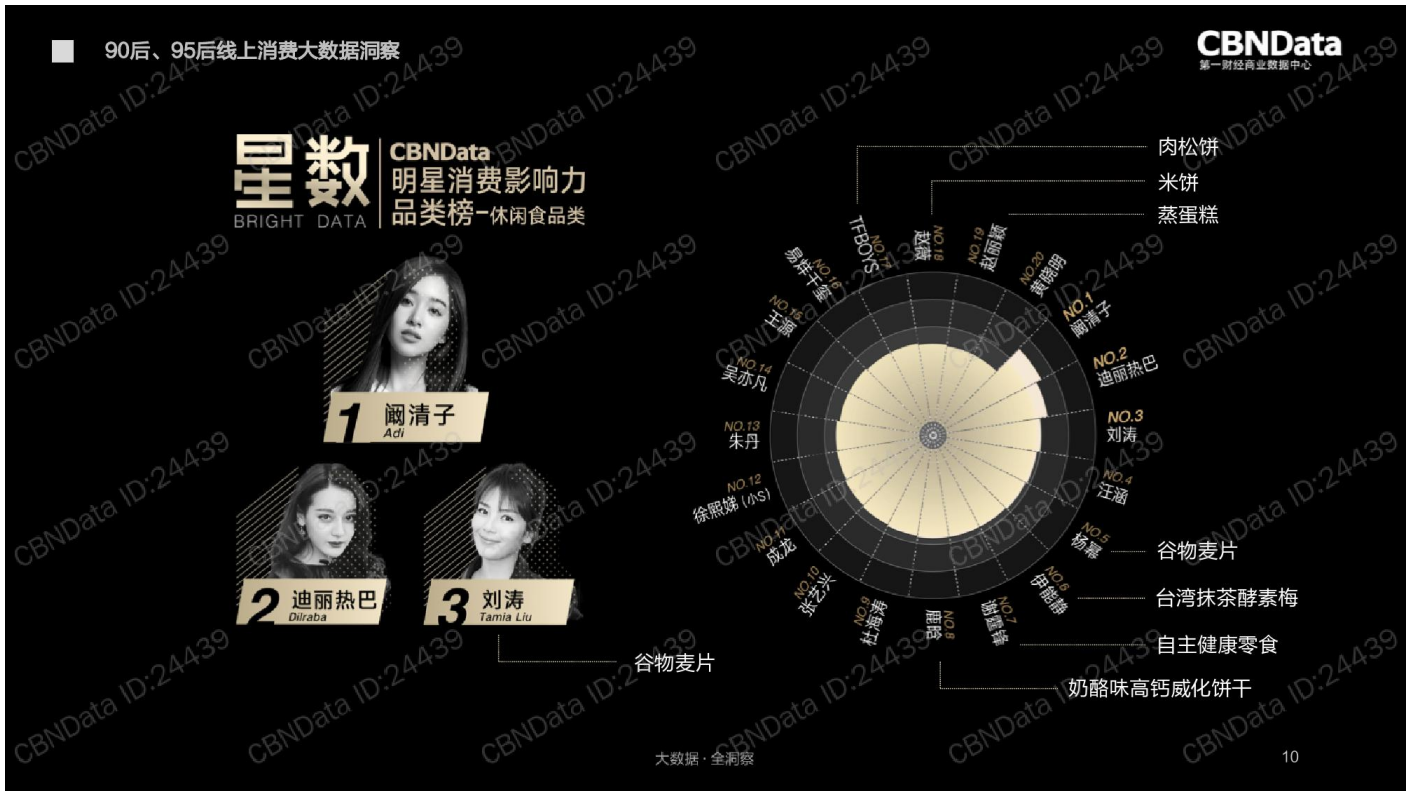 90后、95后线上消费大数据洞察
CBNData
第一财经商业数据中心
星数
BRIGHT DATA
CBNData
明星消费影响力
品类榜-休闲食品类
1 阚清子
Adi
2 迪丽热巴
Dilraba
3 刘涛
Tamia Liu
谷物麦片
肉松饼
米饼
蒸蛋糕
NO.1
阚清子
NO.2
迪丽热巴
NO.3
刘涛
NO.4
汪涵
NO.5
杨幂
NO.6
伊能静
NO.7
谢霆锋
NO.8
鹿晗
NO.9
杜海涛
NO.10
张艺兴
NO.11
成龙
NO.12
徐熙娣 (小S)
NO.13
朱丹
NO.14
吴亦凡
NO.15
王源
NO.16
易烊千玺
NO.17
TFBOYS
NO.18
赵薇
NO.19
赵丽颖
NO.20
黄晓明
谷物麦片
台湾抹茶酵素梅
自主健康零食
奶酪味高钙威化饼干
大数据·全洞察
10
CBNData ID:24439